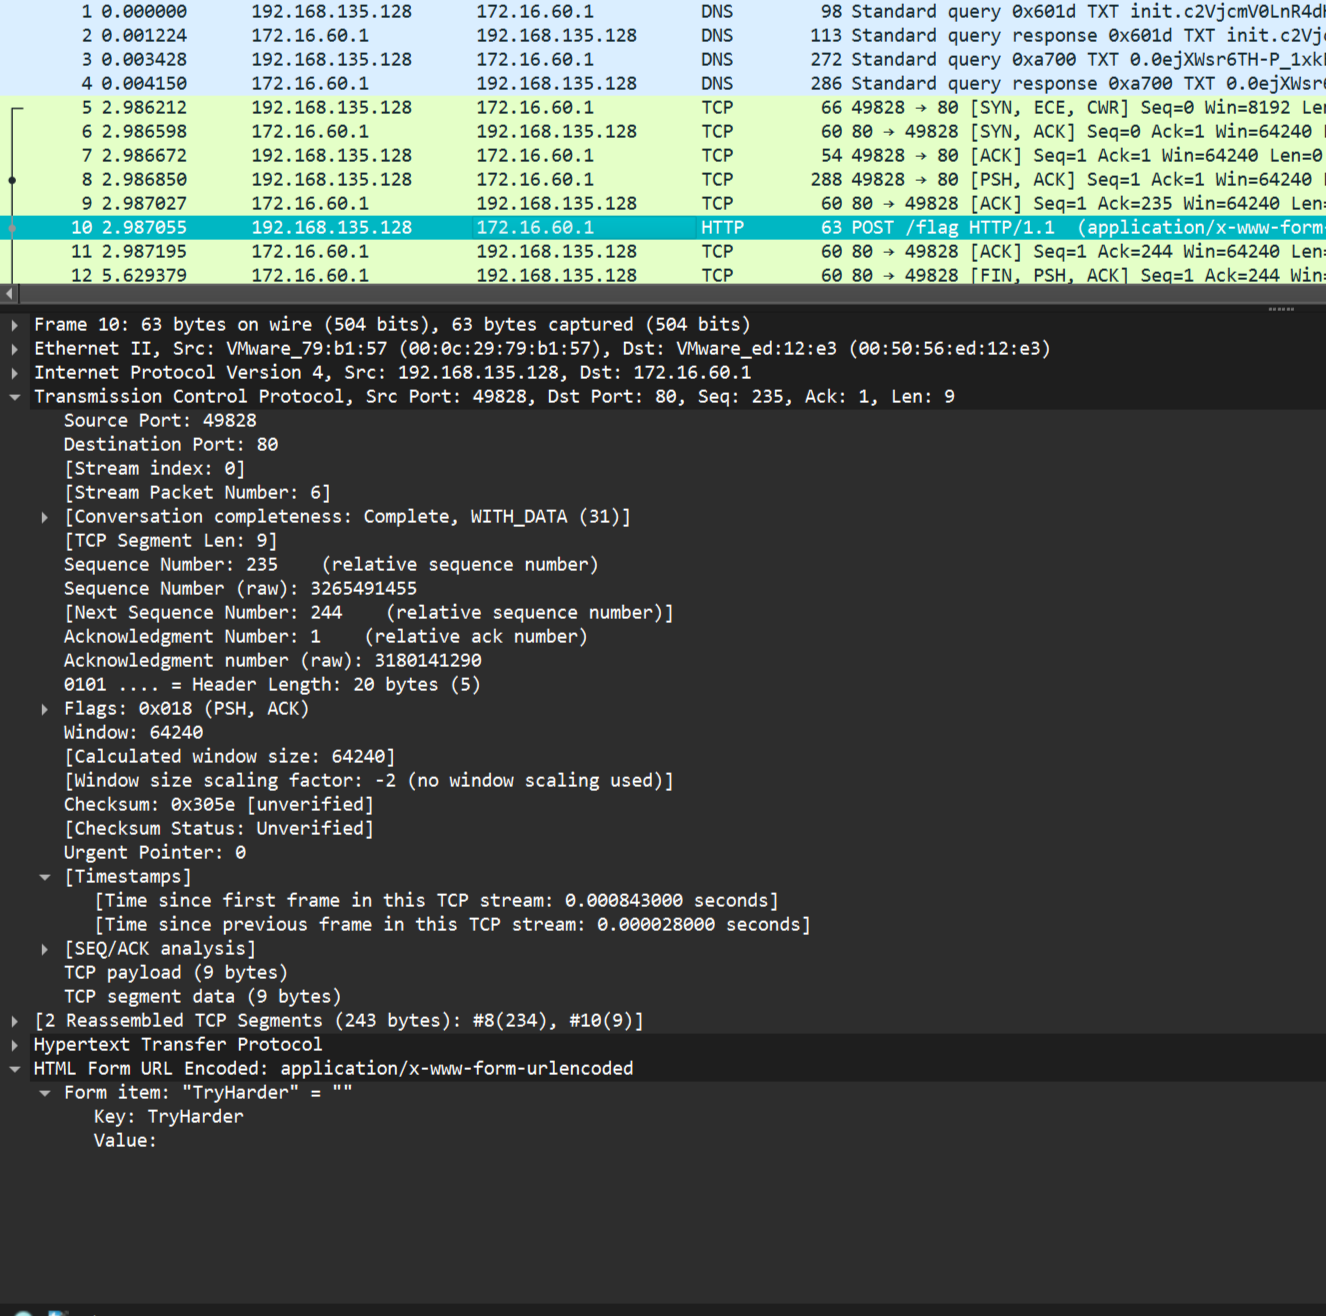 1 0.000000 192.168.135.128 172.16.60.1 DNS 98 Standard query 0x601d TXT init.c2VjcmV0LnR4d
2 0.001224 172.16.60.1 192.168.135.128 DNS 113 Standard query response 0x601d TXT init.c2Vj
3 0.003428 192.168.135.128 172.16.60.1 DNS 272 Standard query 0xa700 TXT 0.0ejXWsr6TH-P_1xk
4 0.004150 172.16.60.1 192.168.135.128 DNS 286 Standard query response 0xa700 TXT 0.0ejXWsr
5 2.986212 192.168.135.128 172.16.60.1 TCP 66 49828 → 80 [SYN, ECE, CWR] Seq=0 Win=8192 Le
6 2.986598 172.16.60.1 192.168.135.128 TCP 60 80 → 49828 [SYN, ACK] Seq=0 Ack=1 Win=64240
7 2.986672 192.168.135.128 172.16.60.1 TCP 54 49828 → 80 [ACK] Seq=1 Ack=1 Win=64240 Len=0
8 2.986850 192.168.135.128 172.16.60.1 TCP 288 49828 → 80 [PSH, ACK] Seq=1 Ack=1 Win=64240
9 2.987027 172.16.60.1 192.168.135.128 TCP 60 80 → 49828 [ACK] Seq=1 Ack=235 Win=64240 Len=
10 2.987055 192.168.135.128 172.16.60.1 HTTP 63 POST /flag HTTP/1.1 (application/x-www-form-
11 2.987195 172.16.60.1 192.168.135.128 TCP 60 80 → 49828 [ACK] Seq=1 Ack=244 Win=64240 Len=
12 5.629379 172.16.60.1 192.168.135.128 TCP 60 80 → 49828 [FIN, PSH, ACK] Seq=1 Ack=244 Win=
Frame 10: 63 bytes on wire (504 bits), 63 bytes captured (504 bits)
Ethernet II, Src: VMware_79:b1:57 (00:0c:29:79:b1:57), Dst: VMware_ed:12:e3 (00:50:56:ed:12:e3)
Internet Protocol Version 4, Src: 192.168.135.128, Dst: 172.16.60.1
Transmission Control Protocol, Src Port: 49828, Dst Port: 80, Seq: 235, Ack: 1, Len: 9
Source Port: 49828
Destination Port: 80
[Stream index: 0]
[Stream Packet Number: 6]
[Conversation completeness: Complete, WITH_DATA (31)]
[TCP Segment Len: 9]
Sequence Number: 235 (relative sequence number)
Sequence Number (raw): 3265491455
[Next Sequence Number: 244 (relative sequence number)]
Acknowledgment Number: 1 (relative ack number)
Acknowledgment number (raw): 3180141290
0101 .... = Header Length: 20 bytes (5)
Flags: 0x018 (PSH, ACK)
Window: 64240
[Calculated window size: 64240]
[Window size scaling factor: -2 (no window scaling used)]
Checksum: 0x305e [unverified]
[Checksum Status: Unverified]
Urgent Pointer: 0
[Timestamps]
[Time since first frame in this TCP stream: 0.000843000 seconds]
[Time since previous frame in this TCP stream: 0.000028000 seconds]
[SEQ/ACK analysis]
TCP payload (9 bytes)
TCP segment data (9 bytes)
[2 Reassembled TCP Segments (243 bytes): #8(234), #10(9)]
Hypertext Transfer Protocol
HTML Form URL Encoded: application/x-www-form-urlencoded
Form item: "TryHarder" = ""
Key: TryHarder
Value: